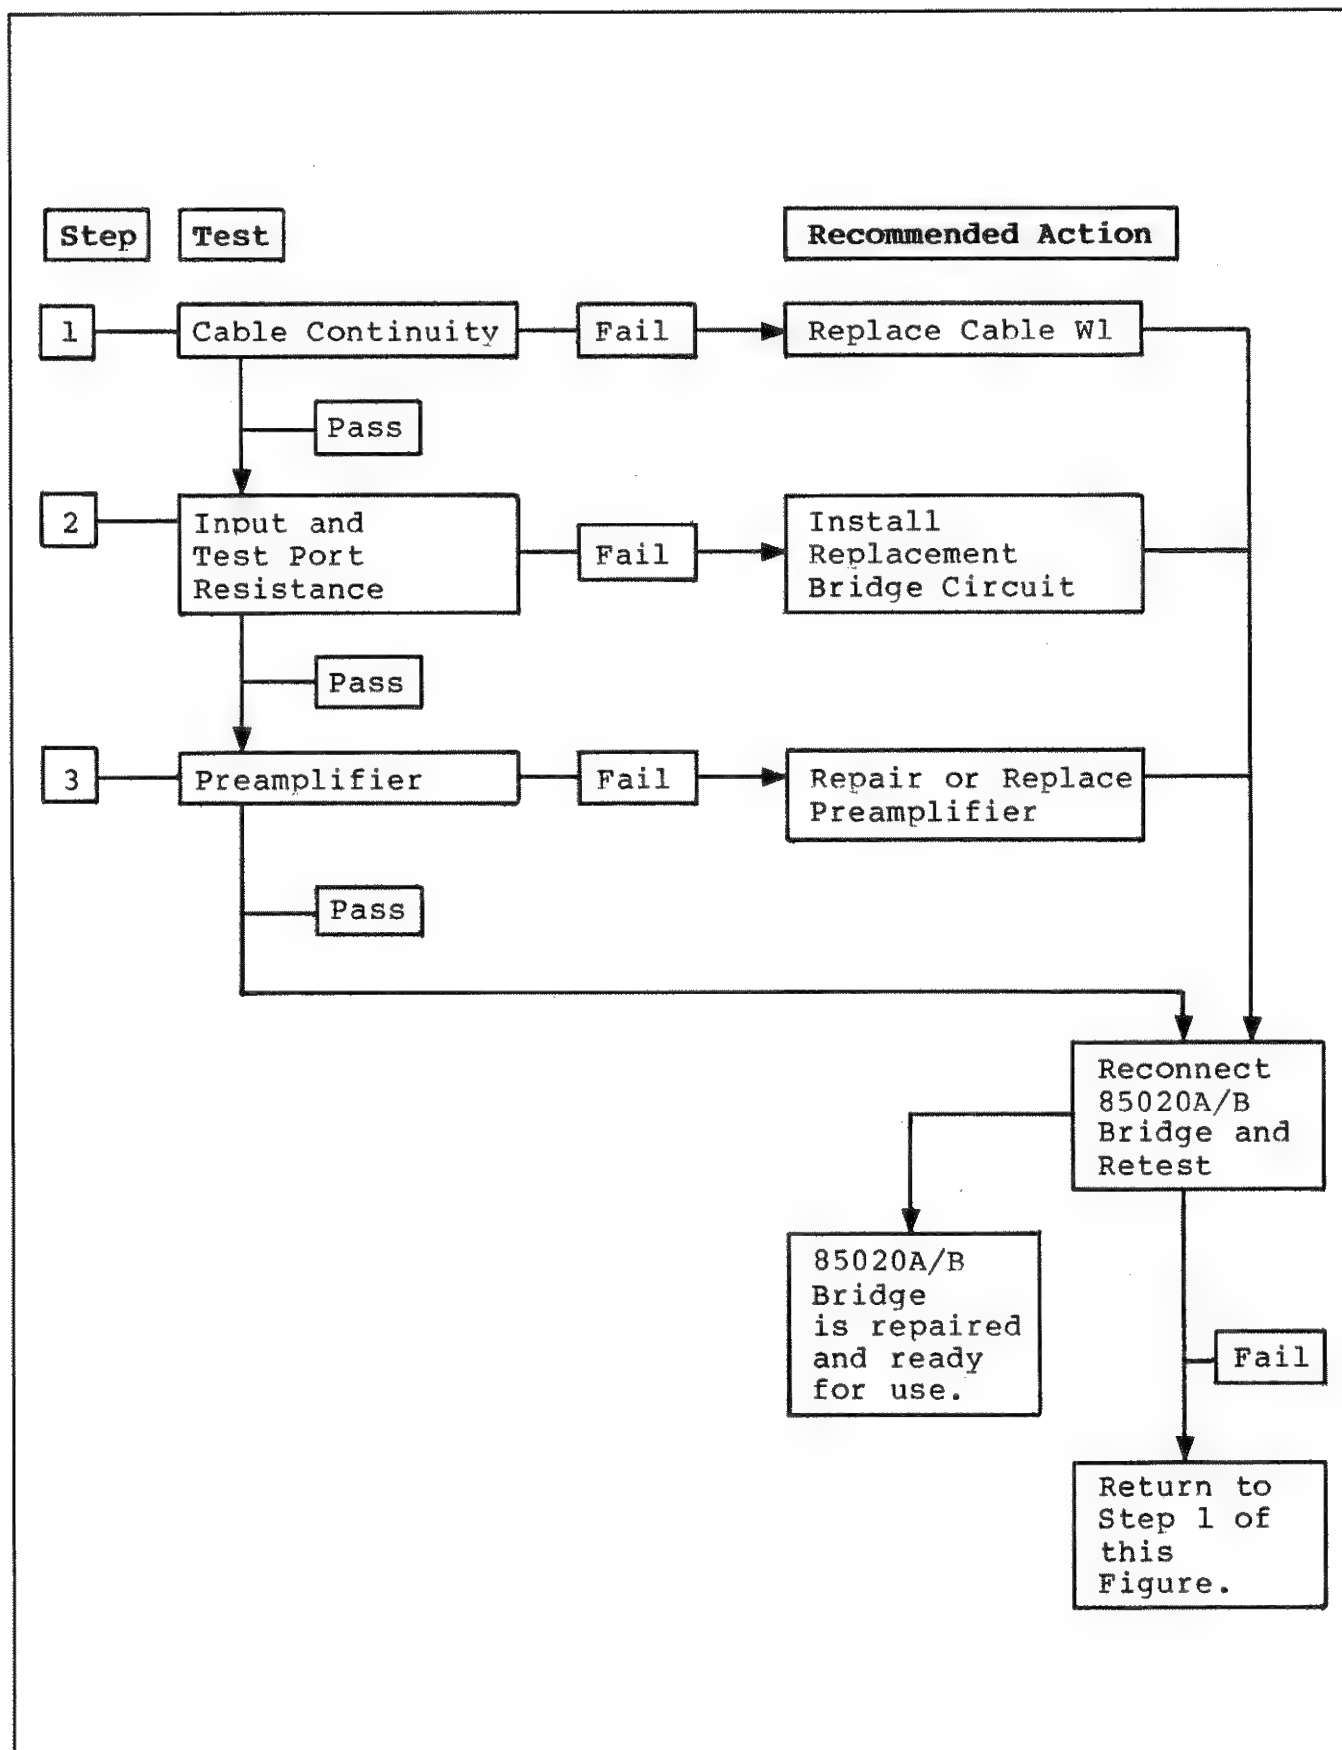 Step
Test
Recommended Action
1
Cable Continuity
Fail
Replace Cable W1
Pass
2
Input and
Test Port
Resistance
Fail
Install
Replacement
Bridge Circuit
Pass
3
Preamplifier
Fail
Repair or Replace
Preamplifier
Pass
Reconnect
85020A/B
Bridge and
Retest
85020A/B
Bridge
is repaired
and ready
for use.
Fail
Return to
Step 1 of
this
Figure.